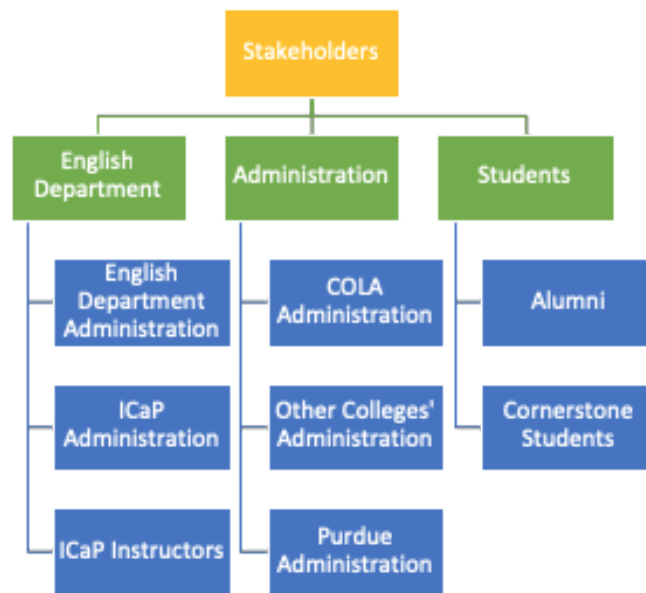 Stakeholders
English
Department
Administration
Students
English
Department
Administration
COLA
Administration
Alumni
ICaP
Administration
Other Colleges'
Administration
Cornerstone
Students
ICaP Instructors
Purdue
Administration